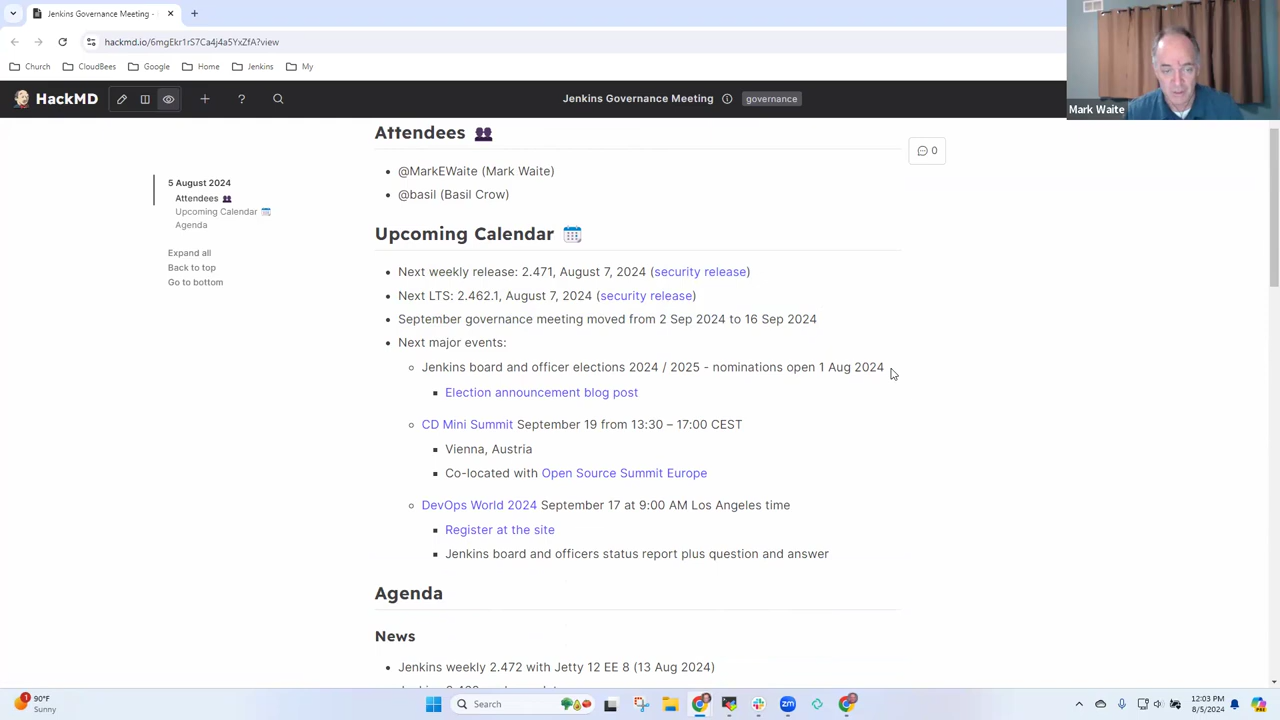 Jenkins Governance Meeting -
hackmd.io/6mgEkr1rS7Ca4j4a5YxZfA?view
Church
CloudBees
Google
Home
Jenkins
My
HackMD
Jenkins Governance Meeting
governance
Mark Waite
5 August 2024
Attendees
Upcoming Calendar
Agenda
Expand all
Back to top
Go to bottom
Attendees
0
@MarkEWaite (Mark Waite)
@basil (Basil Crow)
Upcoming Calendar
Next weekly release: 2.471, August 7, 2024 (security release)
Next LTS: 2.462.1, August 7, 2024 (security release)
September governance meeting moved from 2 Sep 2024 to 16 Sep 2024
Next major events:
Jenkins board and officer elections 2024 / 2025 - nominations open 1 Aug 2024
Election announcement blog post
CD Mini Summit September 19 from 13:30 – 17:00 CEST
Vienna, Austria
Co-located with Open Source Summit Europe
DevOps World 2024 September 17 at 9:00 AM Los Angeles time
Register at the site
Jenkins board and officers status report plus question and answer
Agenda
News
Jenkins weekly 2.472 with Jetty 12 EE 8 (13 Aug 2024)
90°F
Sunny
Search
12:03 PM
8/5/2024